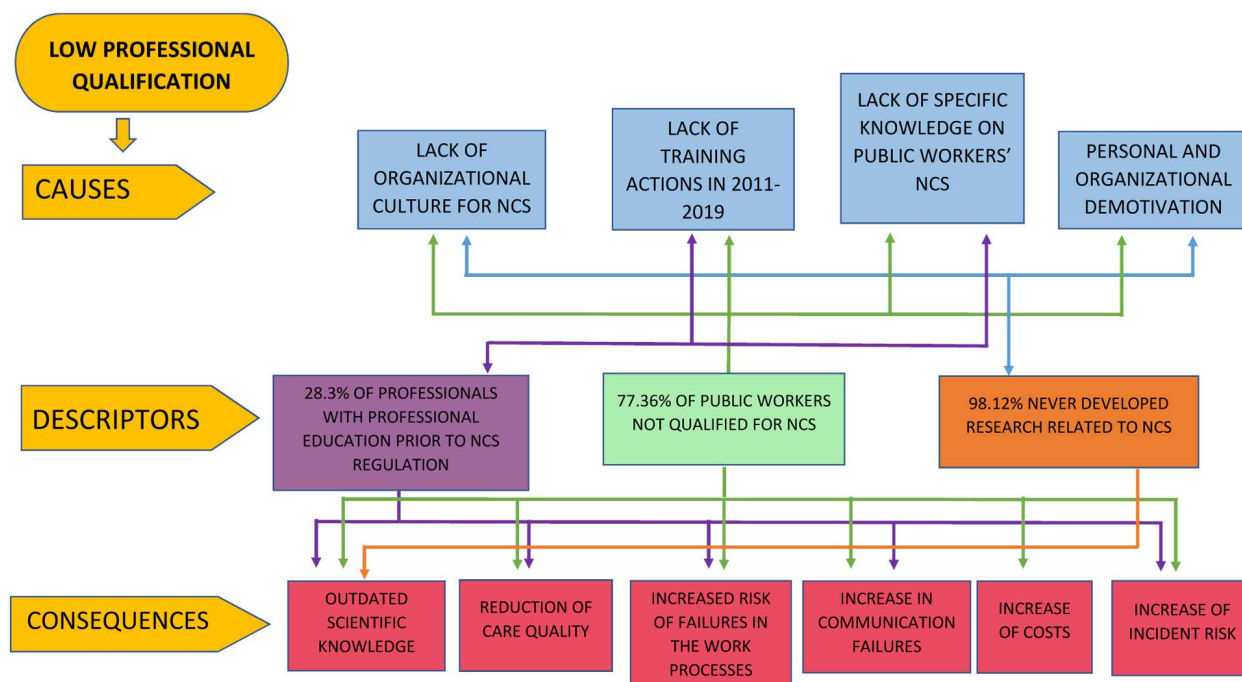 LOW PROFESSIONAL
QUALIFICATION
CAUSES
LACK OF
ORGANIZATIONAL
CULTURE FOR NCS
LACK OF
TRAINING
ACTIONS IN 2011-
2019
LACK OF SPECIFIC
KNOWLEDGE ON
PUBLIC WORKERS’
NCS
PERSONAL AND
ORGANIZATIONAL
DEMOTIVATION
DESCRIPTORS
28.3% OF PROFESSIONALS
WITH PROFESSIONAL
EDUCATION PRIOR TO NCS
REGULATION
77.36% OF PUBLIC WORKERS
NOT QUALIFIED FOR NCS
98.12% NEVER DEVELOPED
RESEARCH RELATED TO NCS
CONSEQUENCES
OUTDATED
SCIENTIFIC
KNOWLEDGE
REDUCTION OF
CARE QUALITY
INCREASED RISK
OF FAILURES IN
THE WORK
PROCESSES
INCREASE IN
COMMUNICATION
FAILURES
INCREASE
OF COSTS
INCREASE OF
INCIDENT RISK